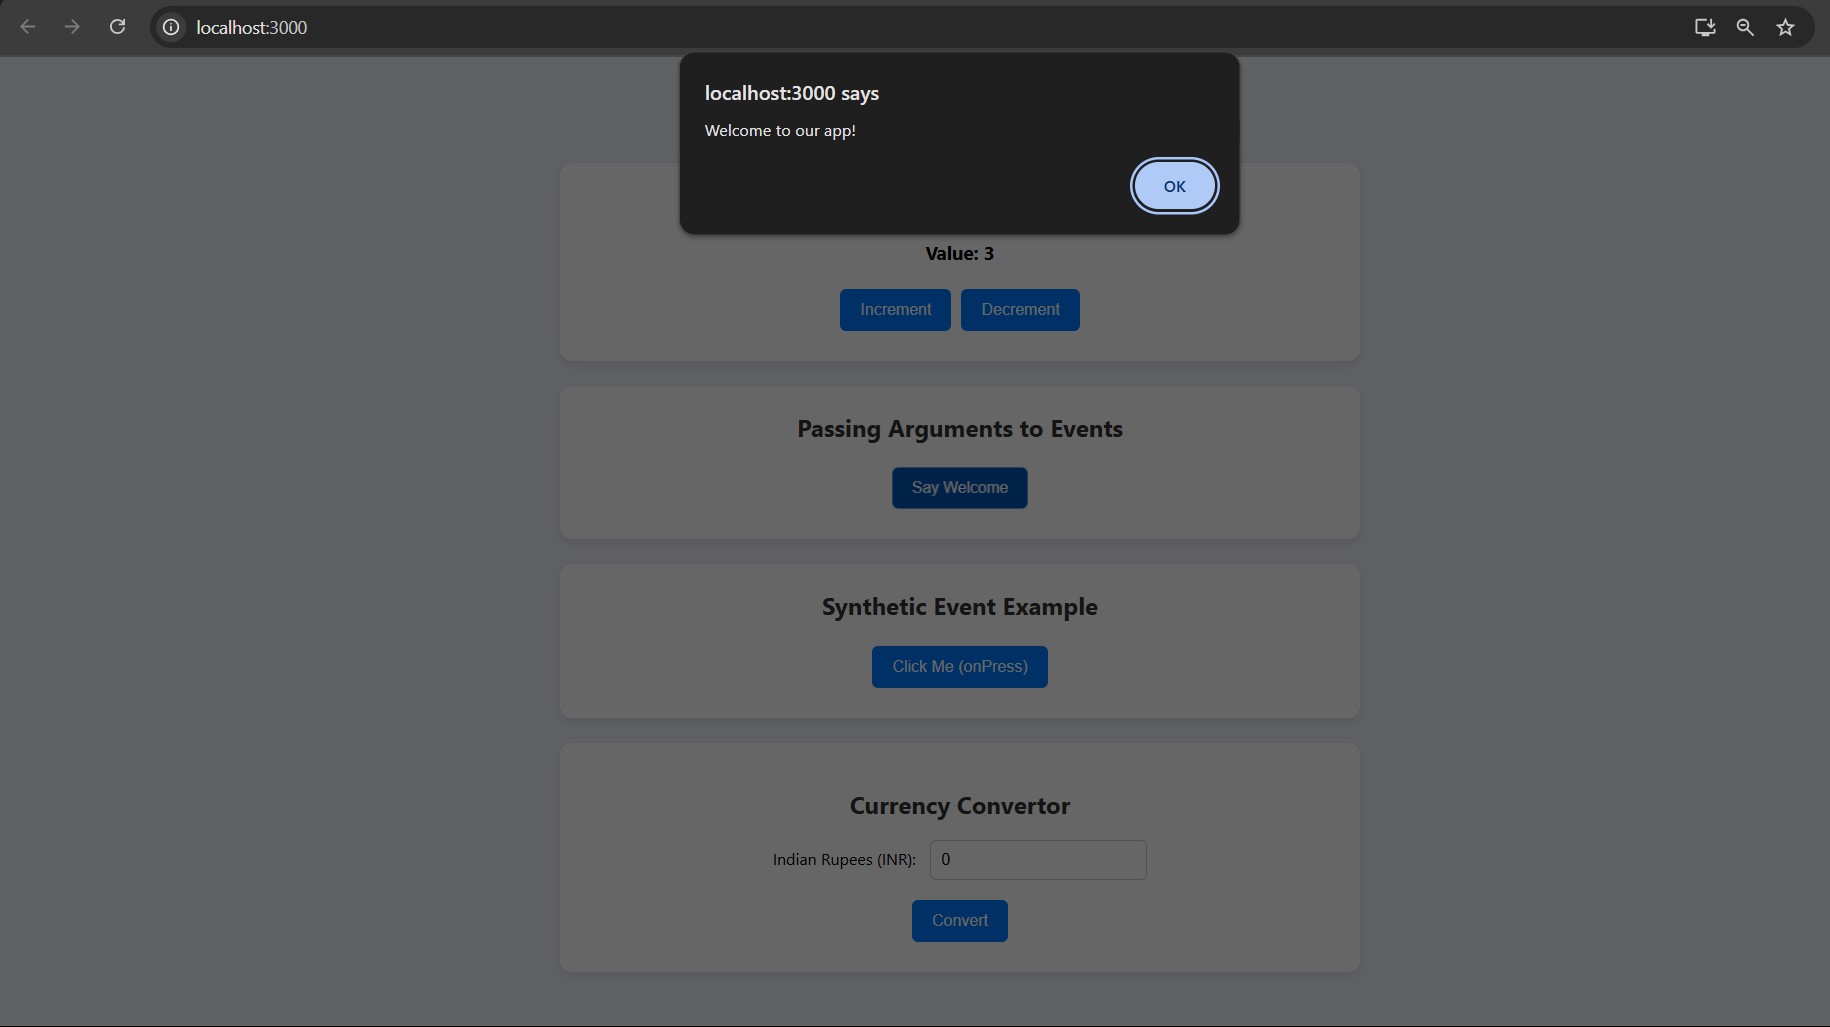 localhost:3000
localhost:3000 says
Welcome to our app!
OK
Value: 3
Increment Decrement
Passing Arguments to Events
Say Welcome
Synthetic Event Example
Click Me (onPress)
Currency Convertor
Indian Rupees (INR): 0
Convert